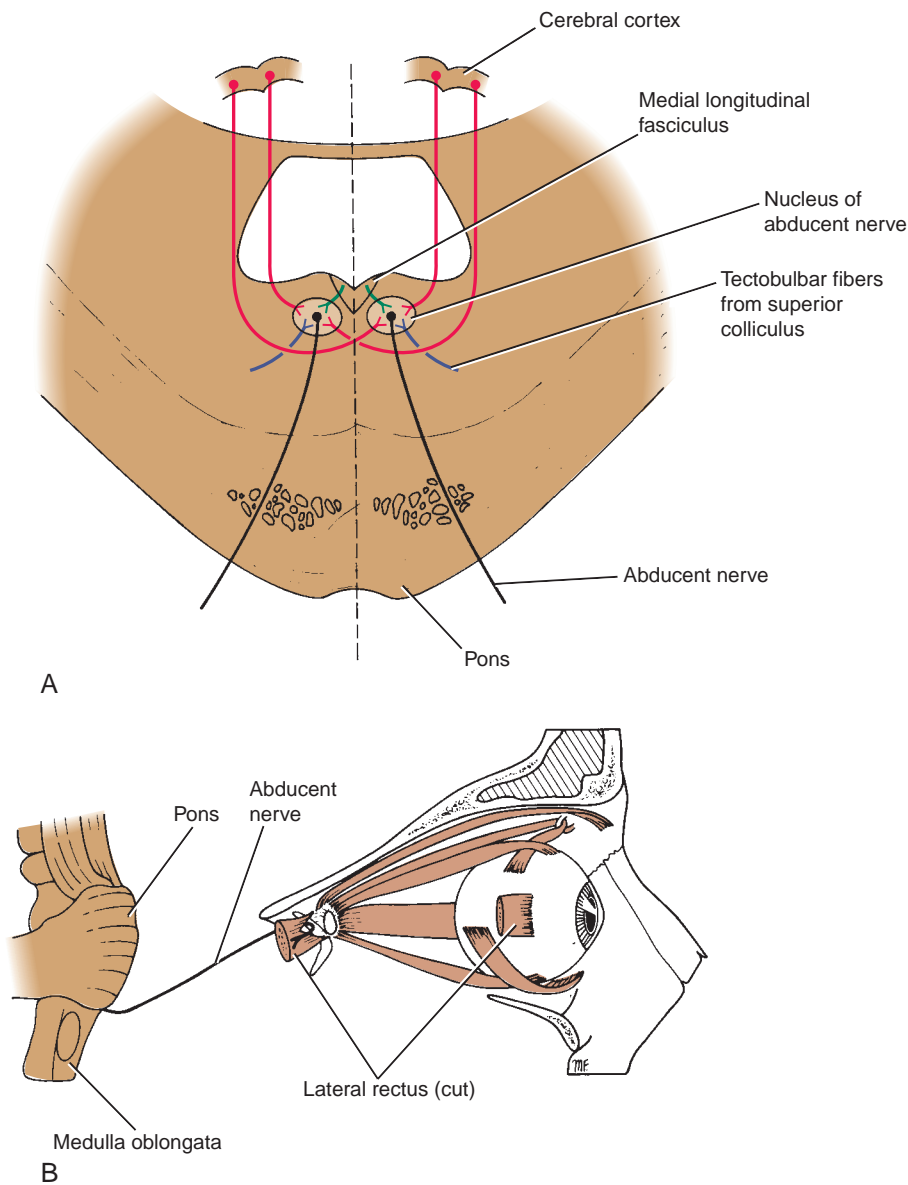 Cerebral cortex
Medial longitudinal
fasciculus
Nucleus of
abducent nerve
Tectobulbar fibers
from superior
colliculus
Abducent nerve
Pons
A
Abducent
nerve
Pons
Lateral rectus (cut)
MF.
Medulla oblongata
B